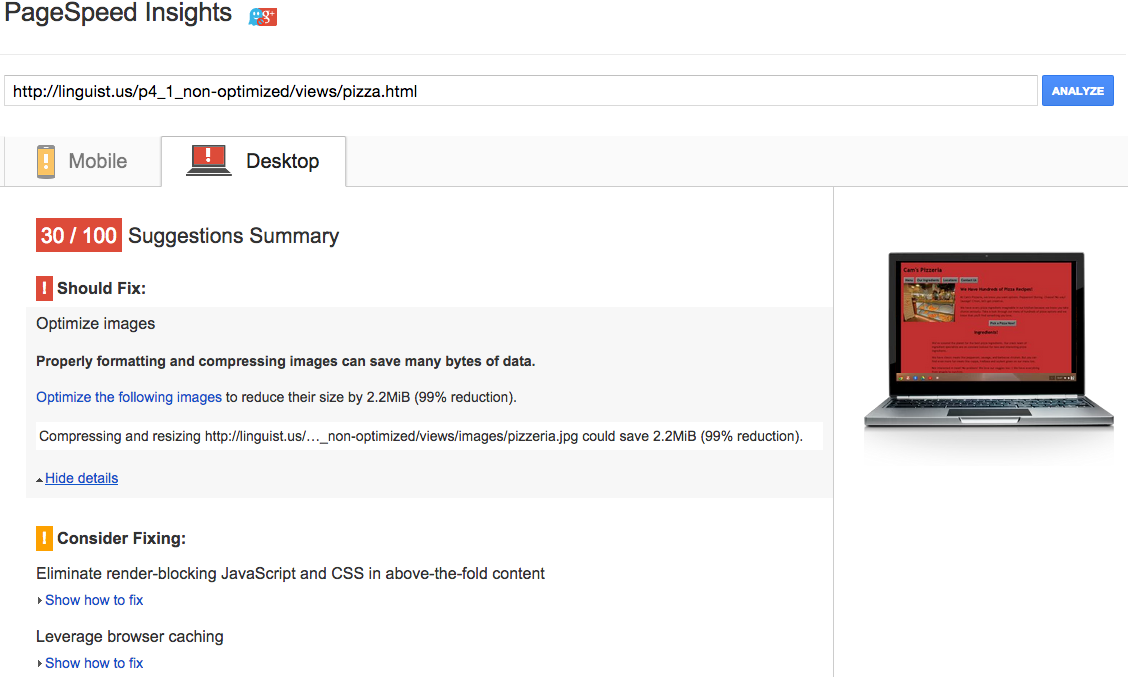 PageSpeed Insights
g+
http://linguist.us/p4_1_non-optimized/views/pizza.html
ANALYZE
Mobile
Desktop
30 / 100 Suggestions Summary
! Should Fix:
Optimize images
Properly formatting and compressing images can save many bytes of data.
Optimize the following images to reduce their size by 2.2MiB (99% reduction).
Compressing and resizing http://linguist.us/…_non-optimized/views/images/pizzeria.jpg could save 2.2MiB (99% reduction).
Hide details
! Consider Fixing:
Eliminate render-blocking JavaScript and CSS in above-the-fold content
Show how to fix
Leverage browser caching
Show how to fix
Cam's Pizzeria
We Have Hundreds of Pizza Recipes!
Ingredients!